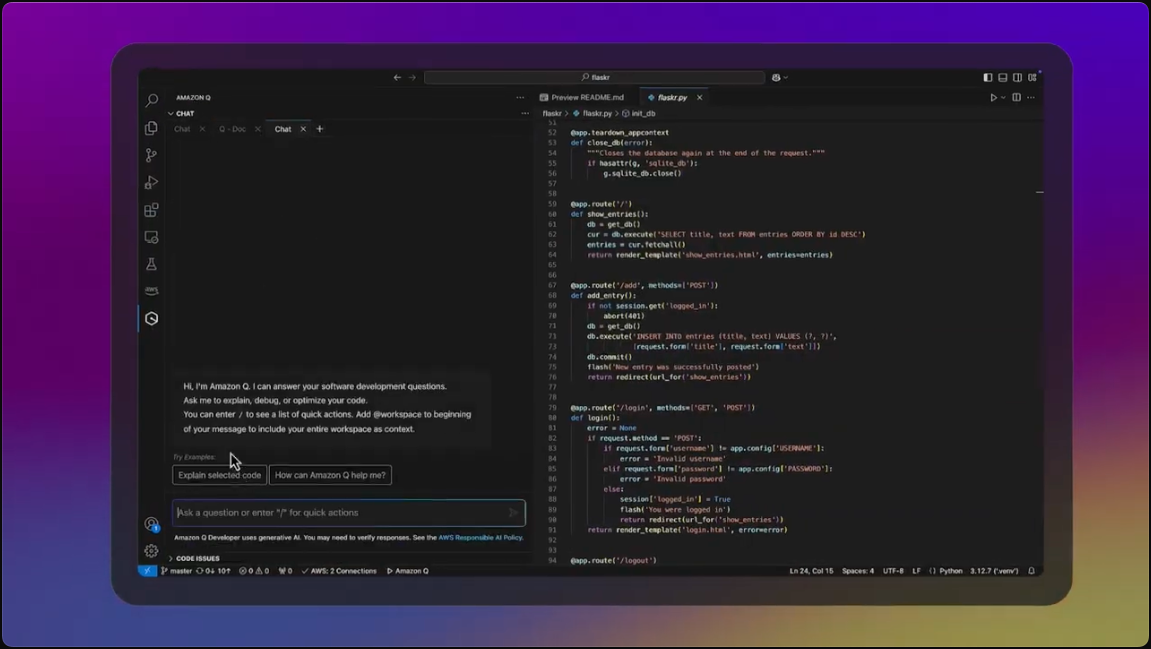 flaskr
AMAZON Q
CHAT
Chat
Q - Doc
Chat
Hi, I'm Amazon Q. I can answer your software development questions.
Ask me to explain, debug, or optimize your code.
You can enter / to see a list of quick actions. Add @workspace to beginning
of your message to include your entire workspace as context.
Try Examples:
Explain selected code
How can Amazon Q help me?
Ask a question or enter "/" for quick actions
Amazon Q Developer uses generative AI. You may need to verify responses. See the AWS Responsible AI Policy.
CODE ISSUES
Preview README.md
flaskr.py
flaskr > flaskr.py > init_db
51
52 @app.teardown_appcontext
53 def close_db(error):
54 """Closes the database again at the end of the request."""
55 if hasattr(g, 'sqlite_db'):
56 g.sqlite_db.close()
57
58
59 @app.route('/')
60 def show_entries():
61 db = get_db()
62 cur = db.execute('SELECT title, text FROM entries ORDER BY id DESC')
63 entries = cur.fetchall()
64 return render_template('show_entries.html', entries=entries)
65
66
67 @app.route('/add', methods=['POST'])
68 def add_entry():
69 if not session.get('logged_in'):
70 abort(401)
71 db = get_db()
72 db.execute('INSERT INTO entries (title, text) VALUES (?, ?)',
73 [request.form['title'], request.form['text']])
74 db.commit()
75 flash('New entry was successfully posted')
76 return redirect(url_for('show_entries'))
77
78
79 @app.route('/login', methods=['GET', 'POST'])
80 def login():
81 error = None
82 if request.method == 'POST':
83 if request.form['username'] != app.config['USERNAME']:
84 error = 'Invalid username'
85 elif request.form['password'] != app.config['PASSWORD']:
86 error = 'Invalid password'
87 else:
88 session['logged_in'] = True
89 flash('You were logged in')
90 return redirect(url_for('show_entries'))
91 return render_template('login.html', error=error)
92
93
94 @app.route('/logout')
aws
1
master 0↓ 10↑ 0 0 0 AWS: 2 Connections Amazon Q
Ln 24, Col 15 Spaces: 4 UTF-8 LF Python 3.12.7 ('.venv')